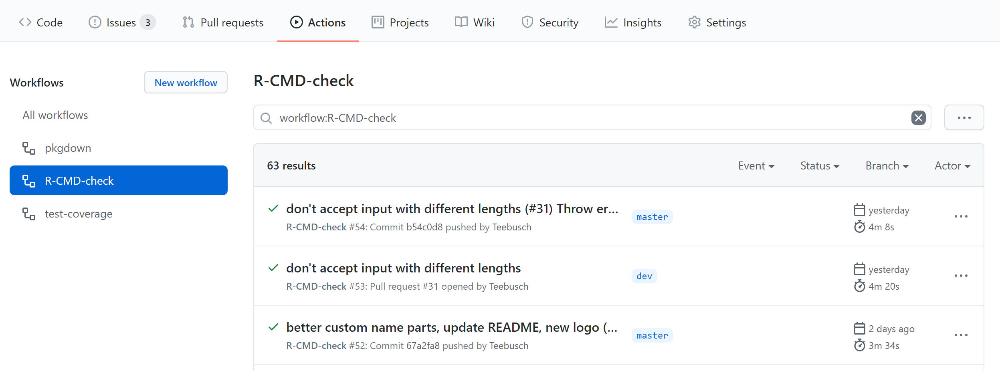 Code Issues 3 Pull requests Actions Projects Wiki Security Insights Settings
Workflows New workflow
All workflows
pkgdown
R-CMD-check
test-coverage
R-CMD-check
workflow:R-CMD-check
63 results Event Status Branch Actor
don't accept input with different lengths (#31) Throw er... master yesterday
R-CMD-check #54: Commit b54c0d8 pushed by Teebusch 4m 8s
don't accept input with different lengths dev yesterday
R-CMD-check #53: Pull request #31 opened by Teebusch 4m 20s
better custom name parts, update README, new logo (... master 2 days ago
R-CMD-check #52: Commit 67a2fa8 pushed by Teebusch 3m 34s